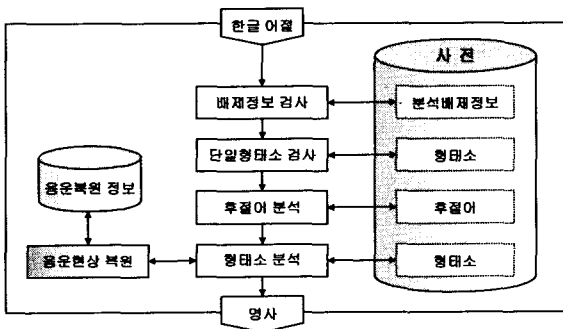 한글 어절
사 전
배제정보 검사
분석배제정보
단일형태소 검사
형태소
음운복원 정보
후절어 분석
후절어
음운현상 복원
형태소 분석
형태소
명사